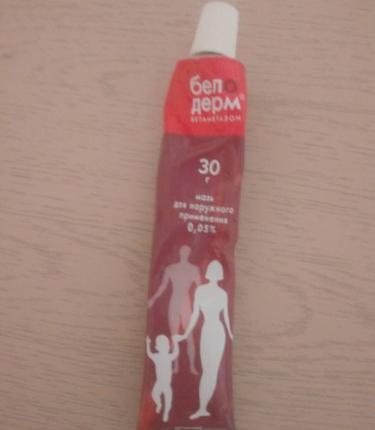 бело
дерм
БЕТАМЕТАЗОН
30
г
мазь
для наружного
применения
0,05%